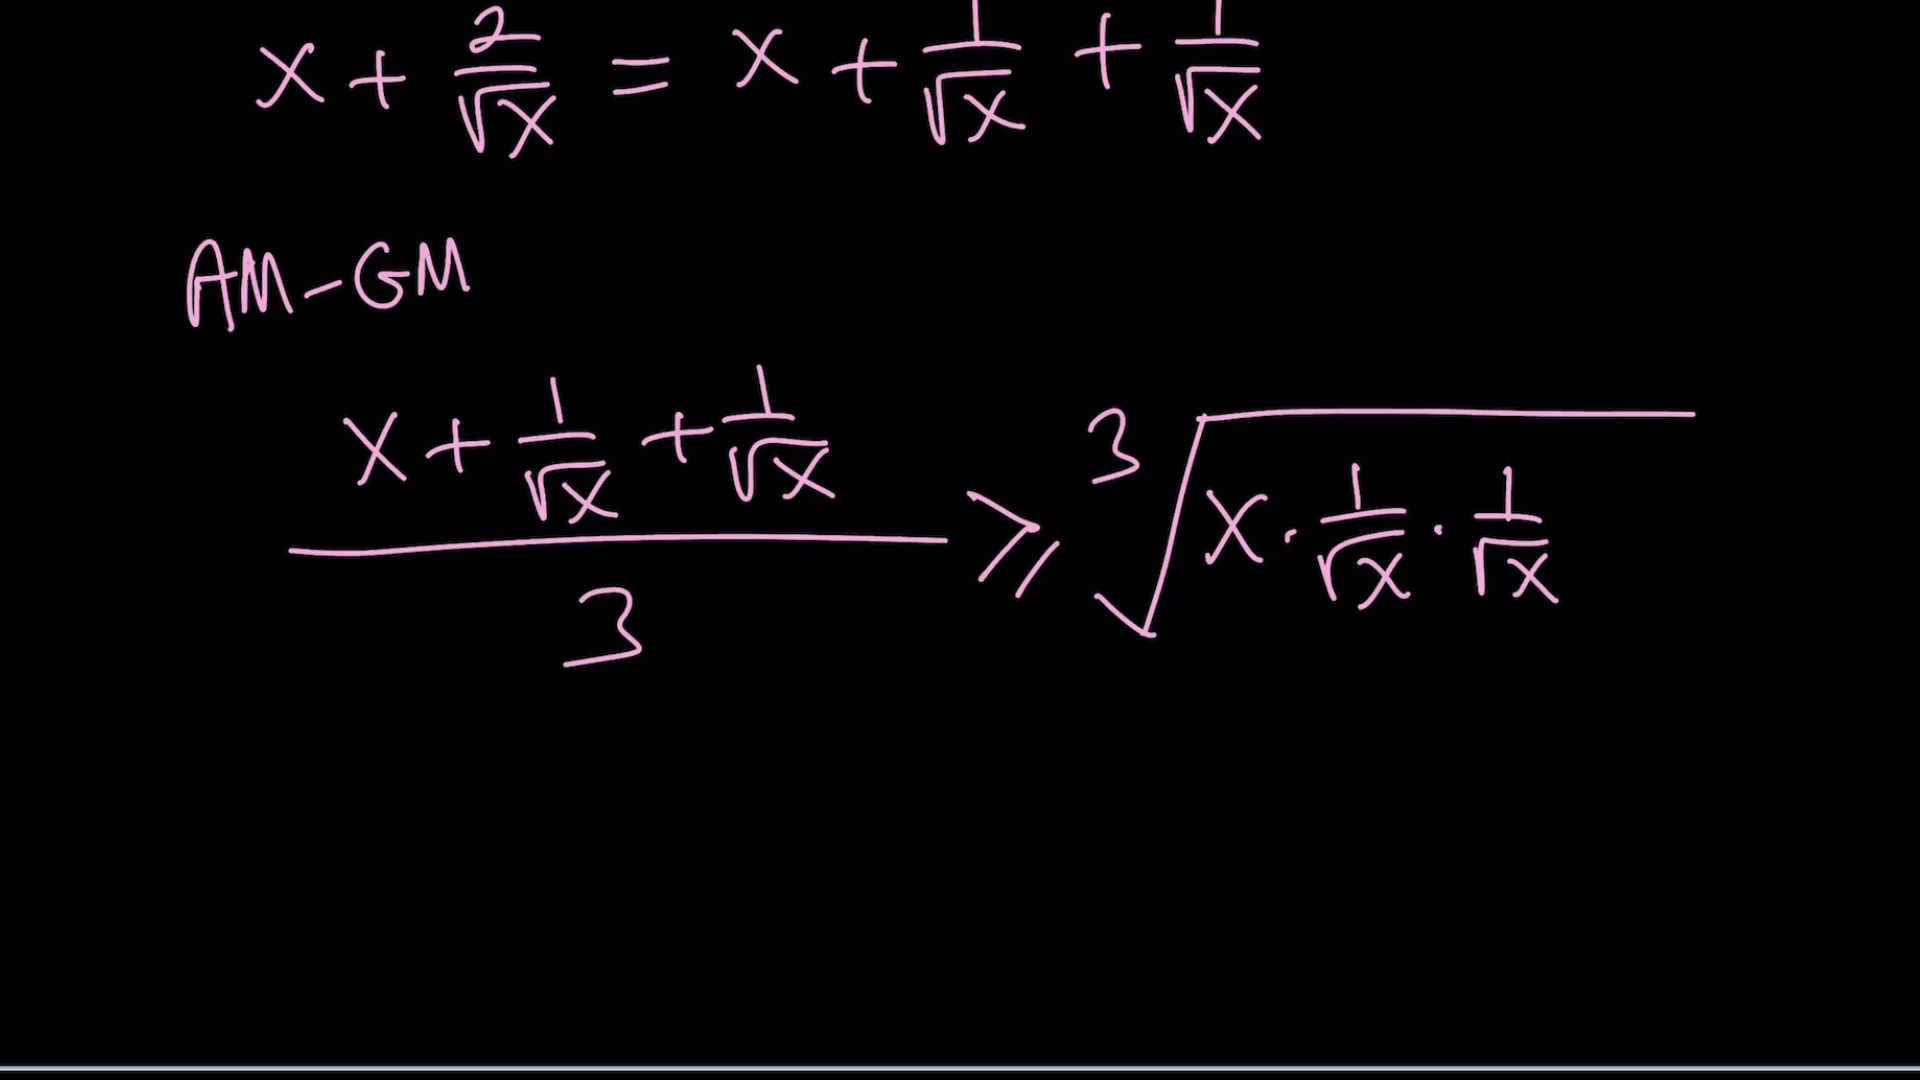 x + 2/√x = x + 1/√x + 1/√x
AM-GM
(x + 1/√x + 1/√x)/3 ⩾ ∛(x · 1/√x · 1/√x)